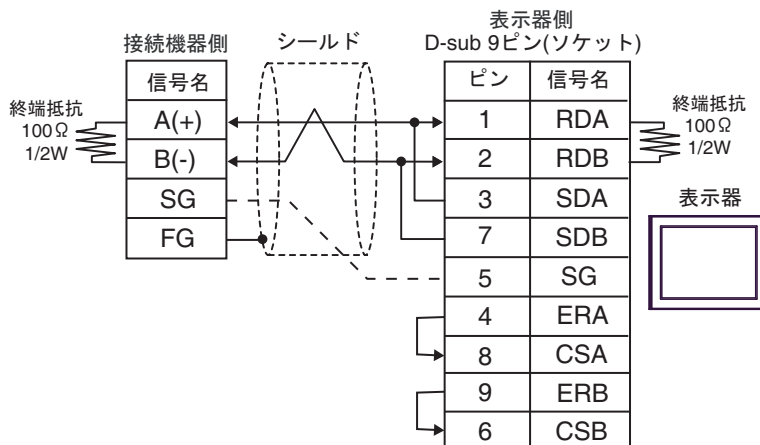 表示器側
接続機器側
シールド
D-sub 9ピン(ソケット)
信号名
ピン
信号名
終端抵抗
100Ω
1/2W
A(+)
1
RDA
終端抵抗
100Ω
1/2W
B(-)
2
RDB
SG
3
SDA
表示器
FG
7
SDB
5
SG
4
ERA
8
CSA
9
ERB
6
CSB